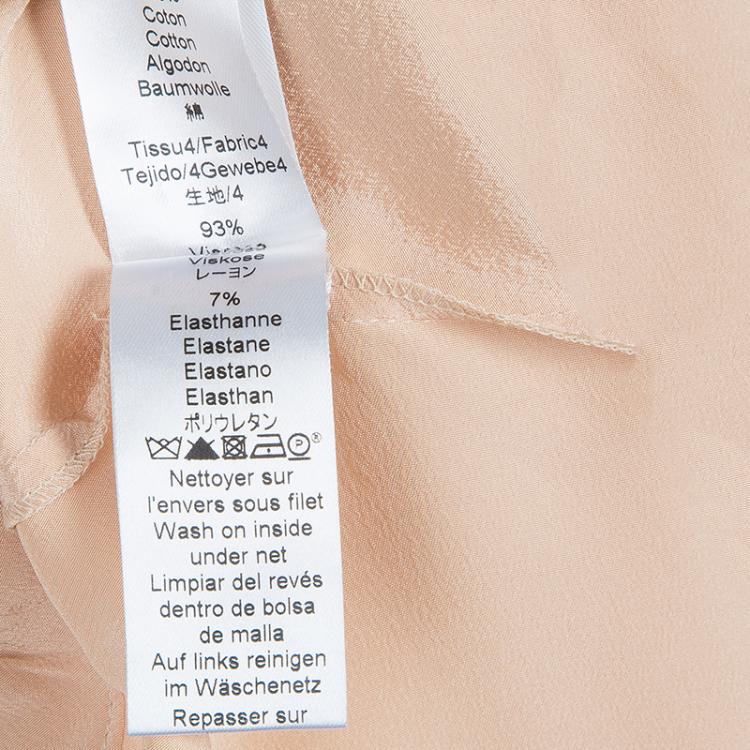 Coton
Cotton
Algodon
Baumwolle
Tissu4/Fabric4
Tejido/4Gewebe4
生地/4
93%
Viskose
レーヨン
7%
Elasthanne
Elastane
Elastano
Elasthan
ポリウレタン
P ®
Nettoyer sur
l'envers sous filet
Wash on inside
under net
Limpiar del revés
dentro de bolsa
de malla
Auf links reinigen
im Wäschenetz
Repasser sur